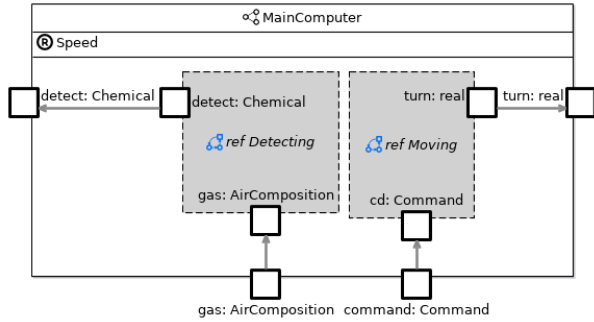 MainComputer
R Speed
detect: Chemical
detect: Chemical
turn: real
turn: real
ref Detecting
ref Moving
gas: AirComposition
cd: Command
gas: AirComposition
command: Command